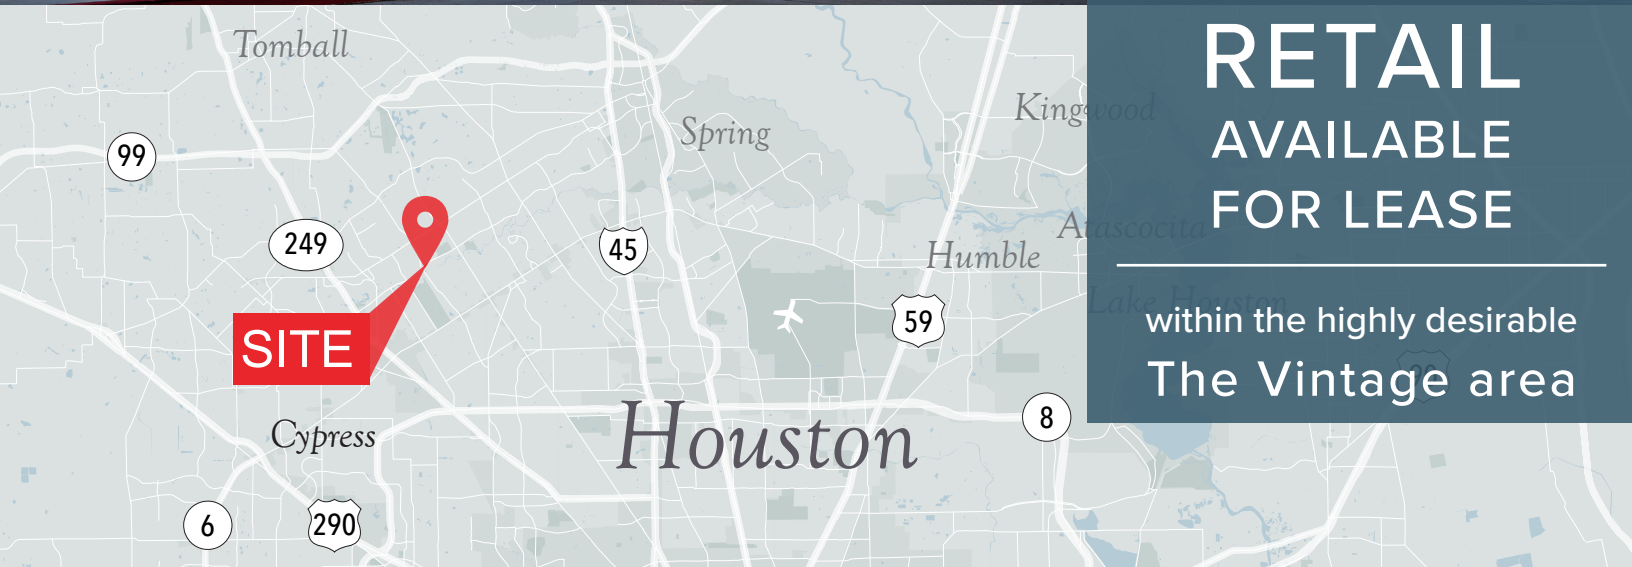 Tomball
Spring
Kingwood
99
249
45
Humble
Atascocita
Lake Houston
59
SITE
Cypress
Houston
8
6
290
RETAIL
AVAILABLE
FOR LEASE
within the highly desirable
The Vintage area